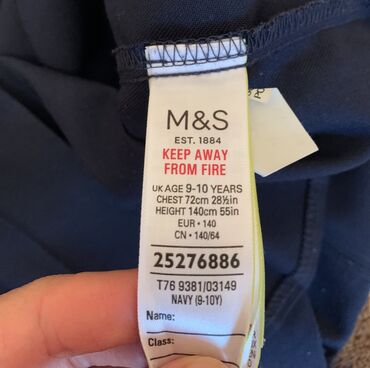 M&S
EST. 1884
KEEP AWAY
FROM FIRE
UK AGE 9-10 YEARS
CHEST 72cm 28½in
HEIGHT 140cm 55in
EUR • 140
CN • 140/64
25276886
T76 9381/03149
NAVY (9-10Y)
Name:
Class: